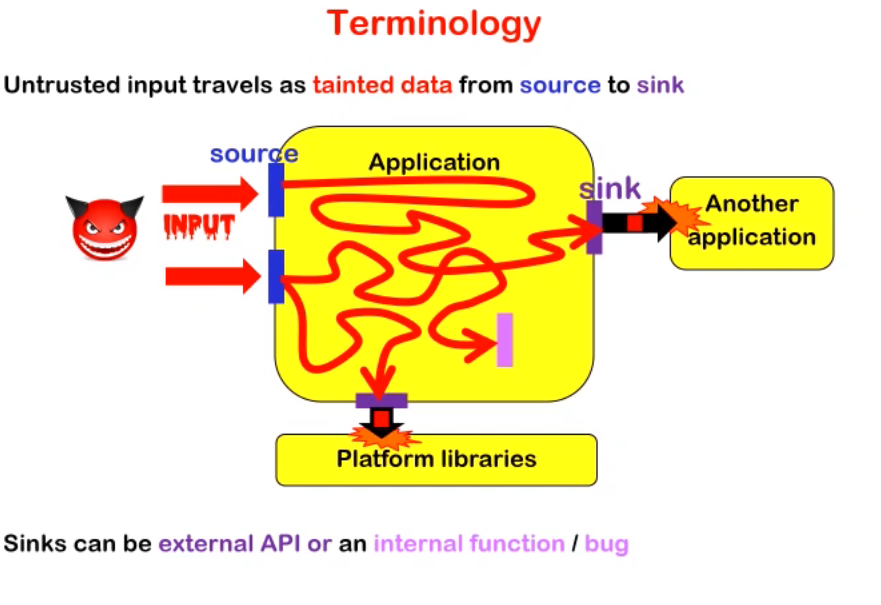 Terminology
Untrusted input travels as tainted data from source to sink
source
Application
sink
INPUT
Another
application
Platform libraries
Sinks can be external API or an internal function / bug